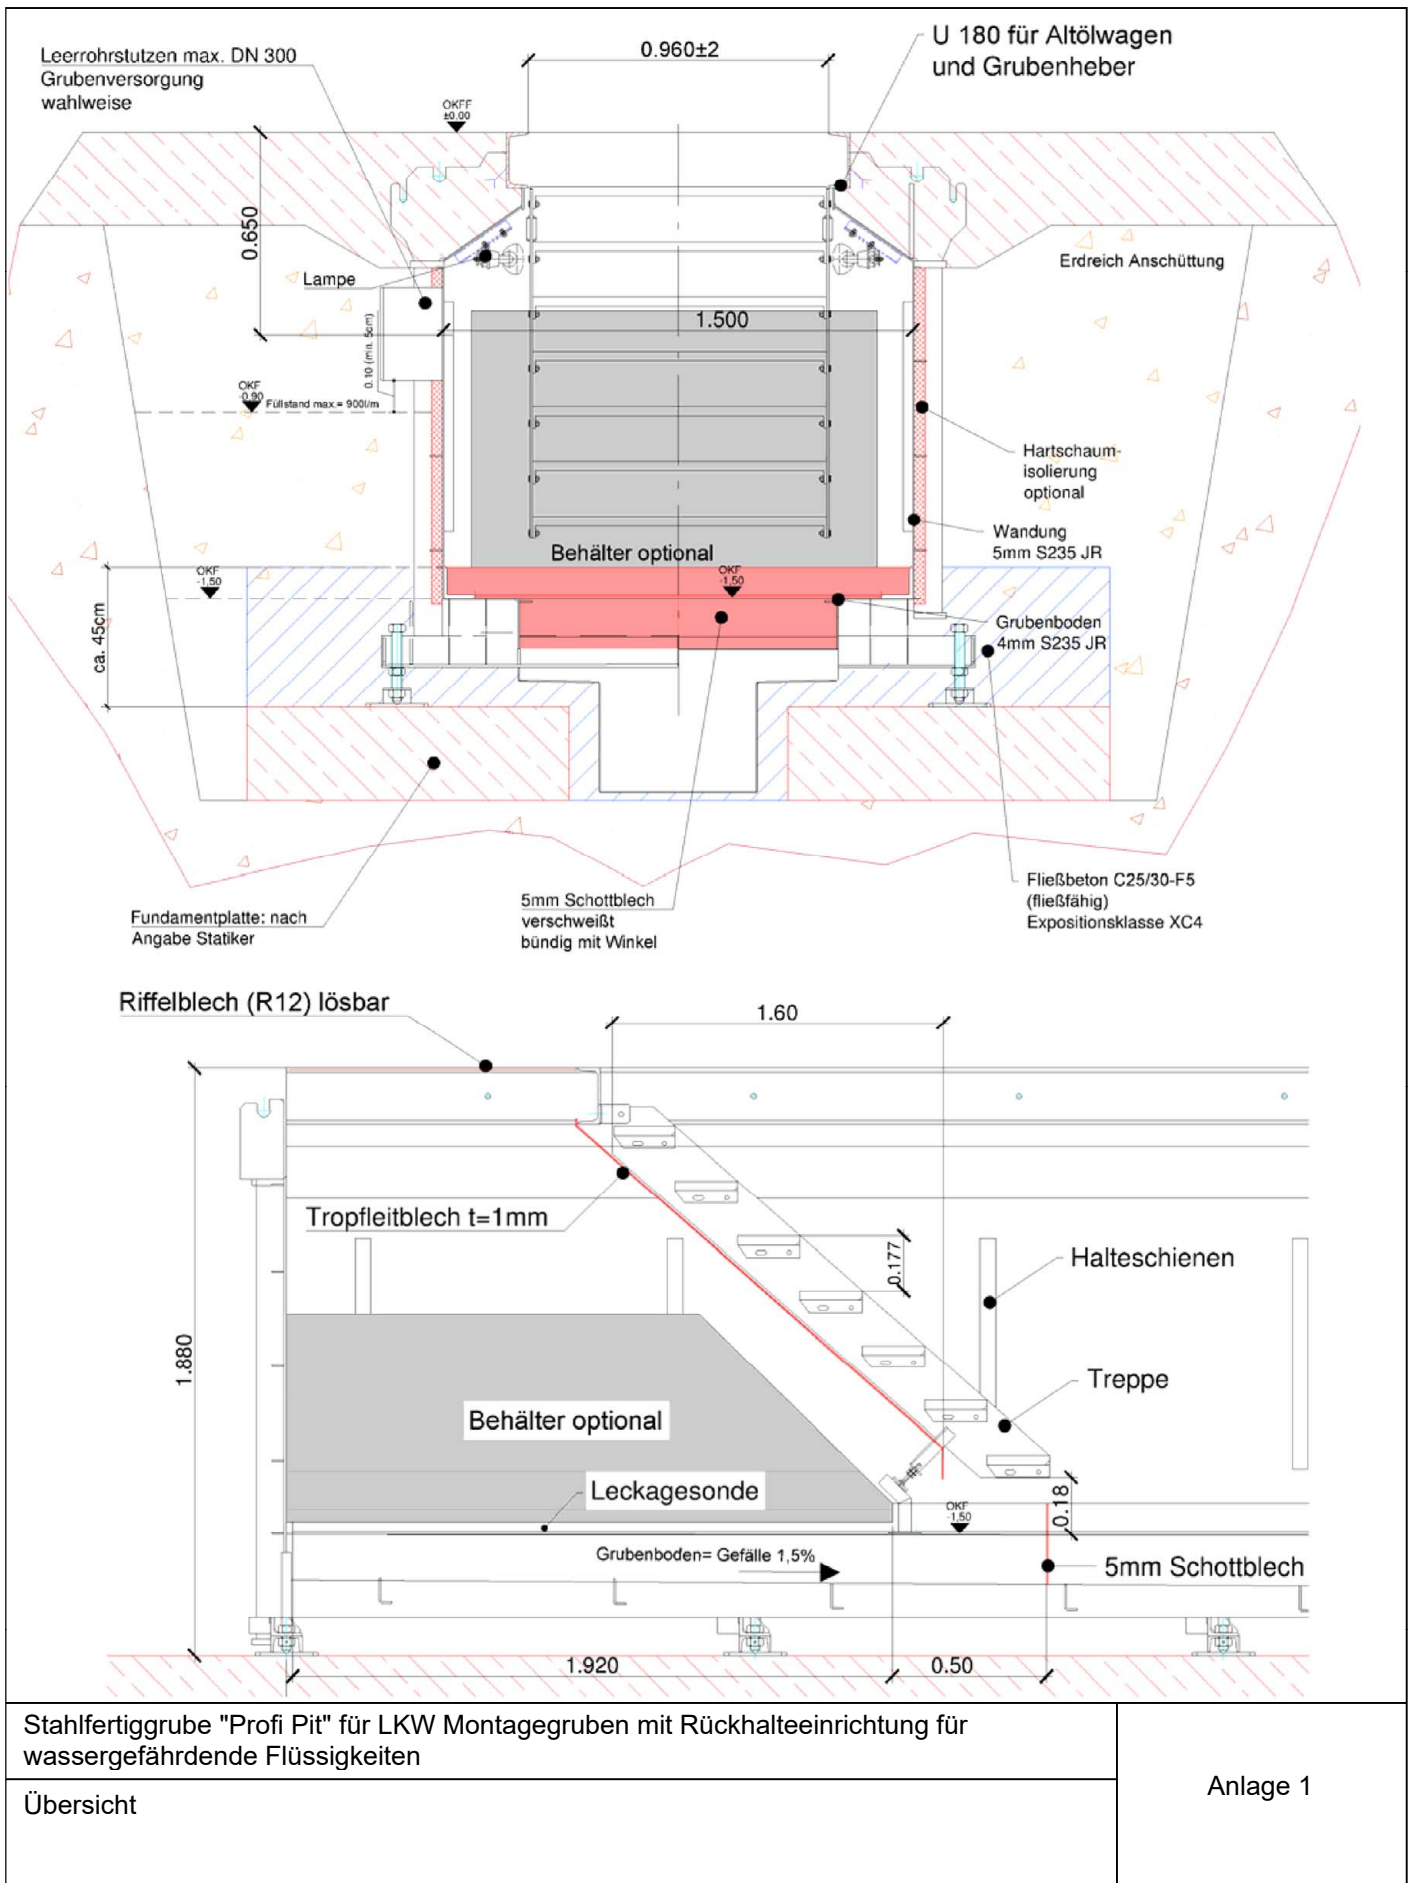 Leerrohrstutzen max. DN 300
Grubenversorgung
wahlweise
0.960±2
U 180 für Altölwagen
und Grubenheber
OKFF
±0,00
0.650
Lampe
Erdreich Anschüttung
1.500
0.10 (min. 5cm)
OKF
-0,90
Füllstand max.= 900l/m
Hartschaum-
isolierung
optional
Wandung
5mm S235 JR
Behälter optional
OKF
-1,50
OKF
-1,50
ca. 45cm
Grubenboden
4mm S235 JR
Fließbeton C25/30-F5
(fließfähig)
Expositionsklasse XC4
5mm Schottblech
verschweißt
bündig mit Winkel
Fundamentplatte: nach
Angabe Statiker
Riffelblech (R12) lösbar
1.60
Tropfleitblech t=1mm
0.177
Halteschienen
1.880
Treppe
Behälter optional
Leckagesonde
OKF
-1,50
0.18
Grubenboden= Gefälle 1,5%
5mm Schottblech
1.920
0.50
Stahlfertiggrube "Profi Pit" für LKW Montagegruben mit Rückhalteeinrichtung für
wassergefährdende Flüssigkeiten
Übersicht
Anlage 1